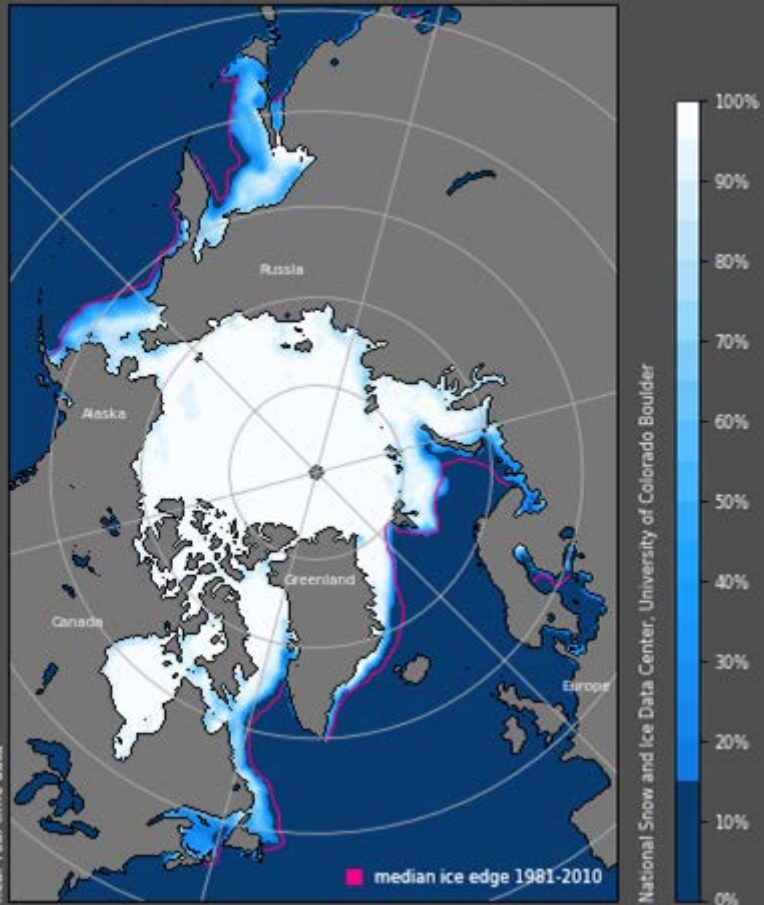 Russia
Alaska
Greenland
Canada
Europe
median ice edge 1981-2010
100%
90%
80%
70%
60%
50%
40%
30%
20%
10%
0%
National Snow and Ice Data Center, University of Colorado Boulder